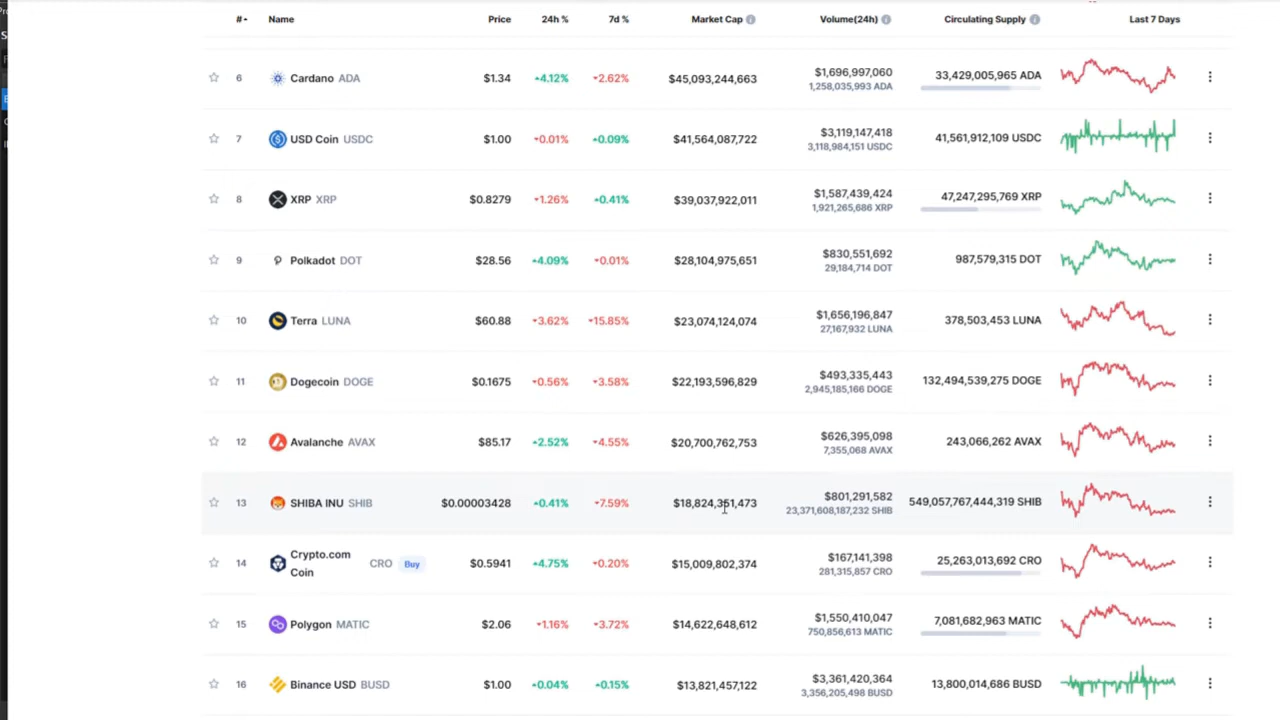 # Name Price 24h % 7d % Market Cap Volume(24h) Circulating Supply Last 7 Days
6 Cardano ADA $1.34 4.12% 2.62% $45,093,244,663 $1,696,997,060 33,429,005,965 ADA
1,258,035,993 ADA
7 USD Coin USDC $1.00 0.01% 0.09% $41,564,087,722 $3,119,147,418 41,561,912,109 USDC
3,118,984,151 USDC
8 XRP XRP $0.8279 1.26% 0.41% $39,037,922,011 $1,587,439,424 47,247,295,769 XRP
1,921,265,686 XRP
9 Polkadot DOT $28.56 4.09% 0.01% $28,104,975,651 $830,551,692 987,579,315 DOT
29,184,714 DOT
10 Terra LUNA $60.88 3.62% 15.85% $23,074,124,074 $1,656,196,847 378,503,453 LUNA
27,167,932 LUNA
11 Dogecoin DOGE $0.1675 0.56% 3.58% $22,193,596,829 $493,335,443 132,494,539,275 DOGE
2,945,185,166 DOGE
12 Avalanche AVAX $85.17 2.52% 4.55% $20,700,762,753 $626,395,098 243,066,262 AVAX
7,355,068 AVAX
13 SHIBA INU SHIB $0.00003428 0.41% 7.59% $18,824,351,473 $801,291,582 549,057,767,444,319 SHIB
23,371,608,187,232 SHIB
14 Crypto.com Coin CRO Buy $0.5941 4.75% 0.20% $15,009,802,374 $167,141,398 25,263,013,692 CRO
281,315,857 CRO
15 Polygon MATIC $2.06 1.16% 3.72% $14,622,648,612 $1,550,410,047 7,081,682,963 MATIC
750,856,613 MATIC
16 Binance USD BUSD $1.00 0.04% 0.15% $13,821,457,122 $3,361,420,364 13,800,014,686 BUSD
3,356,205,498 BUSD